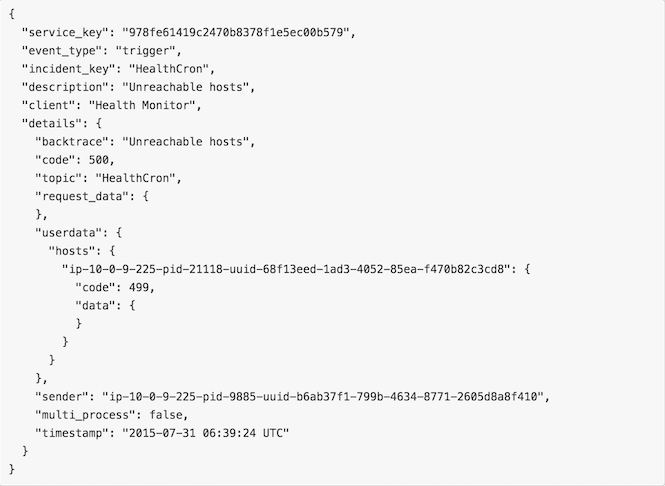 {
  "service_key": "978fe61419c2470b8378f1e5ec00b579",
  "event_type": "trigger",
  "incident_key": "HealthCron",
  "description": "Unreachable hosts",
  "client": "Health Monitor",
  "details": {
    "backtrace": "Unreachable hosts",
    "code": 500,
    "topic": "HealthCron",
    "request_data": {
    },
    "userdata": {
      "hosts": {
        "ip-10-0-9-225-pid-21118-uuid-68f13eed-1ad3-4052-85ea-f470b82c3cd8": {
          "code": 499,
          "data": {
          }
        }
      }
    },
    "sender": "ip-10-0-9-225-pid-9885-uuid-b6ab37f1-799b-4634-8771-2605d8a8f410",
    "multi_process": false,
    "timestamp": "2015-07-31 06:39:24 UTC"
  }
}